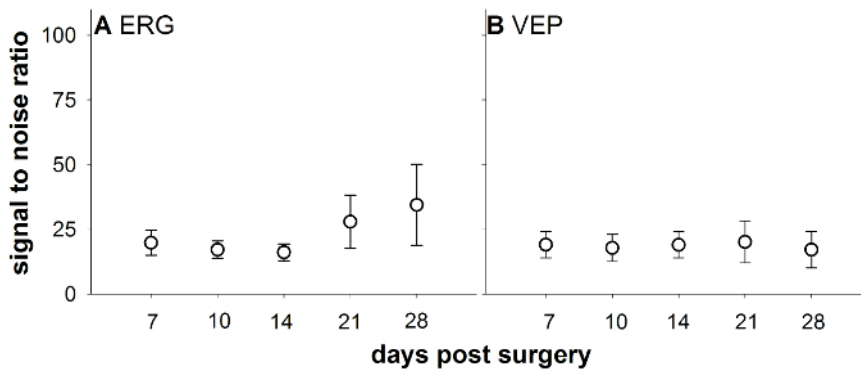 A ERG
B VEP
signal to noise ratio
100
75
50
25
0
7 10 14 21 28
7 10 14 21 28
days post surgery